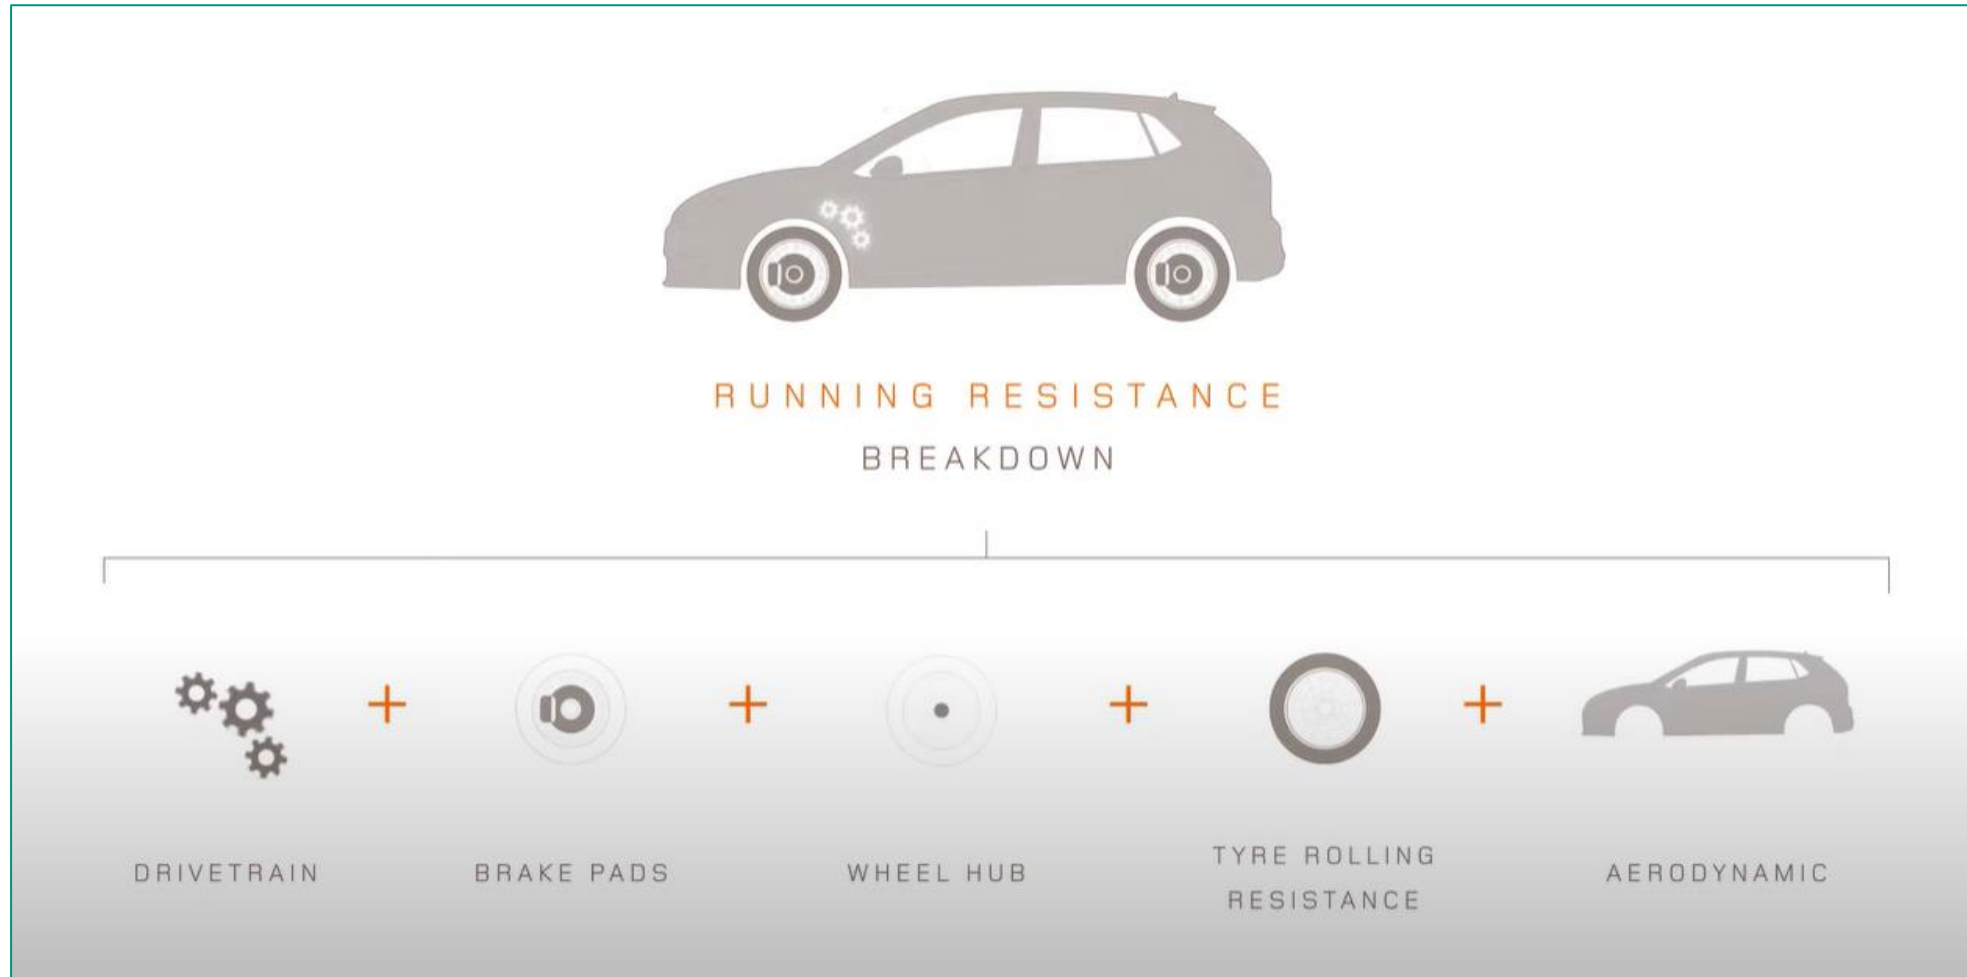 RUNNING RESISTANCE
BREAKDOWN
DRIVETRAIN
BRAKE PADS
WHEEL HUB
TYRE ROLLING
RESISTANCE
AERODYNAMIC